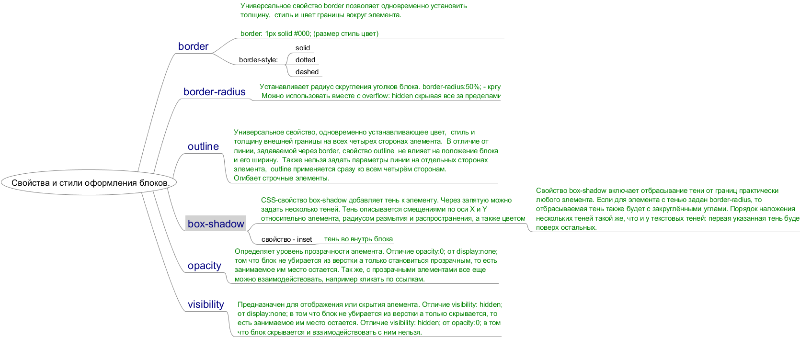 Свойства и стили оформления блоков.
border
Универсальное свойство border позволяет одновременно установить
толщину,  стиль и цвет границы вокруг элемента.
border: 1px solid #000; (размер стиль цвет)
border-style:
solid
dotted
dashed
border-radius
Устанавливает радиус скругления уголков блока. border-radius:50%; - кргу
Можно использовать вместе с overflow: hidden скрывая все за пределами
outline
Универсальное свойство, одновременно устанавливающее цвет,  стиль и
толщину внешней границы на всех четырех сторонах элемента.  В отличие от
линии, задаваемой через border, свойство outline  не влияет на положение блока
и его ширину.  Также нельзя задать параметры линии на отдельных сторонах
элемента,  outline применяется сразу ко всем четырём сторонам.
Огибает строчные элементы.
box-shadow
CSS-свойство box-shadow добавляет тень к элементу. Через запятую можно
задать несколько теней. Тень описывается смещениями по оси X и Y
относительно элемента, радиусом размытия и распространения, а также цветом
Свойство box-shadow включает отбрасывание тени от границ практически
любого элемента. Если для элемента с тенью задан border-radius, то
отбрасываемая тень также будет с закруглёнными углами. Порядок наложения
нескольких теней такой же, что и у текстовых теней: первая указанная тень буде
поверх остальных.
свойство - inset
тень во внутрь блока
opacity
Определяет уровень прозрачности элемента. Отличие opacity:0; от display:none;
том что блок не убирается из верстки а только становиться прозрачным, то есть
занимаемое им место остается. Так же, с прозрачными элементами все еще
можно взаимодействовать, например кликать по ссылкам.
visibility
Предназначен для отображения или скрытия элемента. Отличие visibility: hidden;
от display:none; в том что блок не убирается из верстки а только скрывается, то
есть занимаемое им место остается. Отличие visibility: hidden; от opacity:0; в том
что блок скрывается и взаимодействовать с ним нельзя.